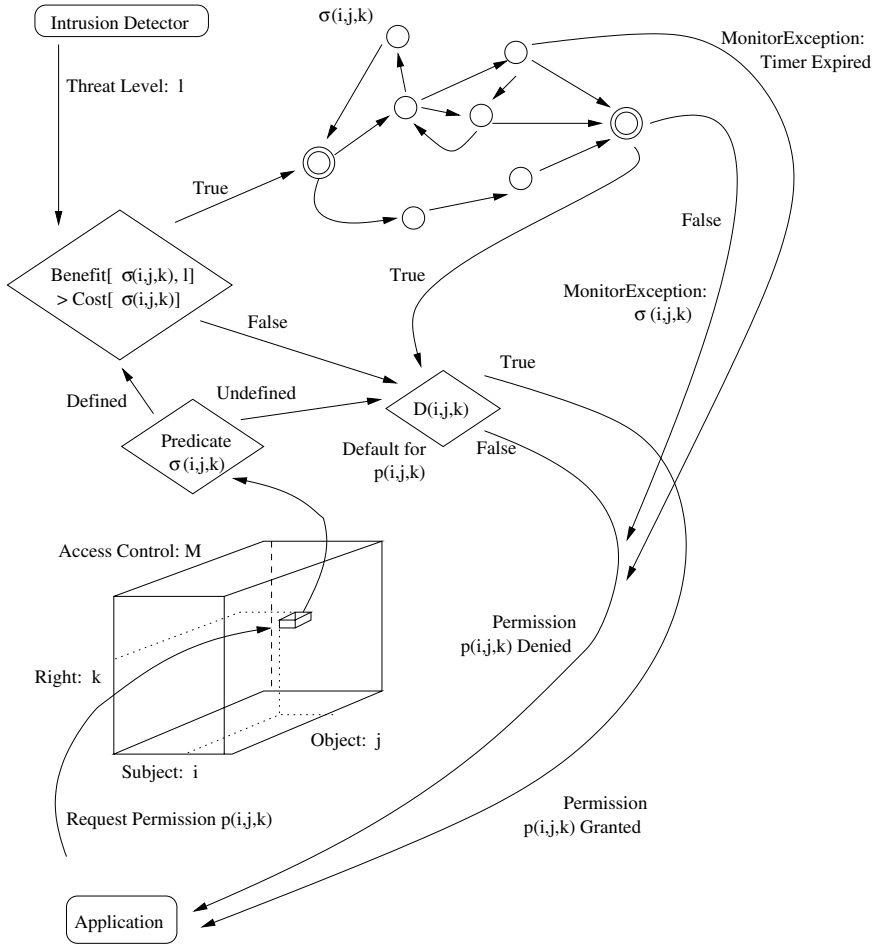 Intrusion Detector
σ(i,j,k)
MonitorException:
Timer Expired
Threat Level: l
True
False
Benefit[ σ(i,j,k), l]
> Cost[ σ(i,j,k)]
True
MonitorException:
σ (i,j,k)
False
True
Defined
Undefined
D(i,j,k)
Predicate
σ (i,j,k)
Default for
p(i,j,k)
False
Access Control: M
Permission
p(i,j,k) Denied
Right: k
Object: j
Subject: i
Request Permission p(i,j,k)
Permission
p(i,j,k) Granted
Application